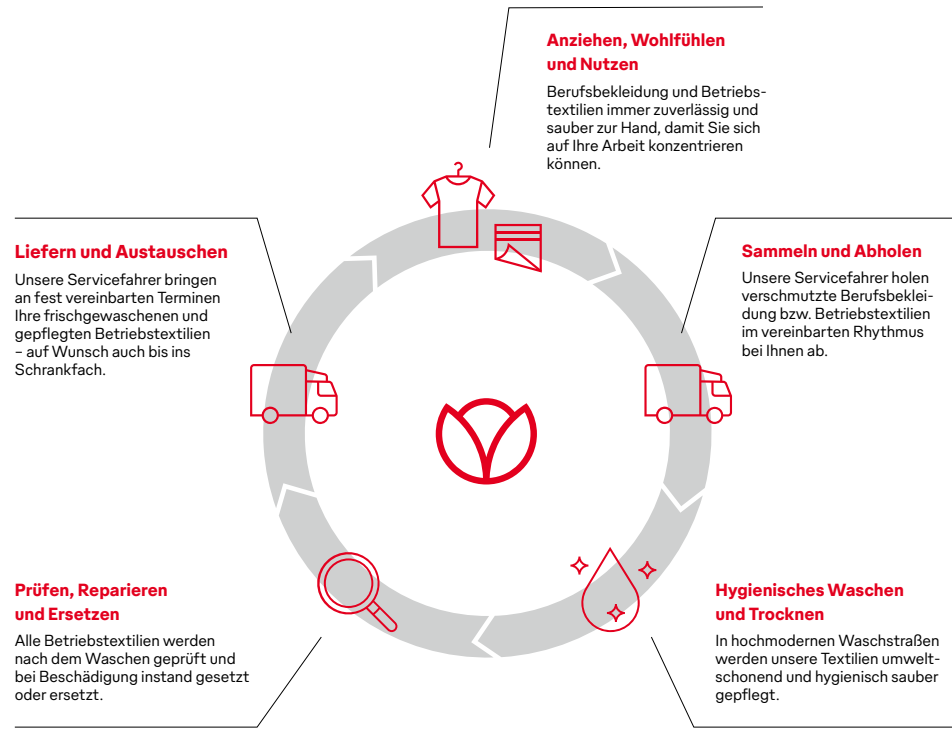 Anziehen, Wohlfühlen
und Nutzen
Berufsbekleidung und Betriebs-
textilien immer zuverlässig und
sauber zur Hand, damit Sie sich
auf Ihre Arbeit konzentrieren
können.
Sammeln und Abholen
Unsere Servicefahrer holen
verschmutzte Berufsbeklei-
dung bzw. Betriebstextilien
im vereinbarten Rhythmus
bei Ihnen ab.
Hygienisches Waschen
und Trocknen
In hochmodernen Waschstraßen
werden unsere Textilien umwelt-
schonend und hygienisch sauber
gepflegt.
Prüfen, Reparieren
und Ersetzen
Alle Betriebstextilien werden
nach dem Waschen geprüft und
bei Beschädigung instand gesetzt
oder ersetzt.
Liefern und Austauschen
Unsere Servicefahrer bringen
an fest vereinbarten Terminen
Ihre frischgewaschenen und
gepflegten Betriebstextilien
– auf Wunsch auch bis ins
Schrankfach.